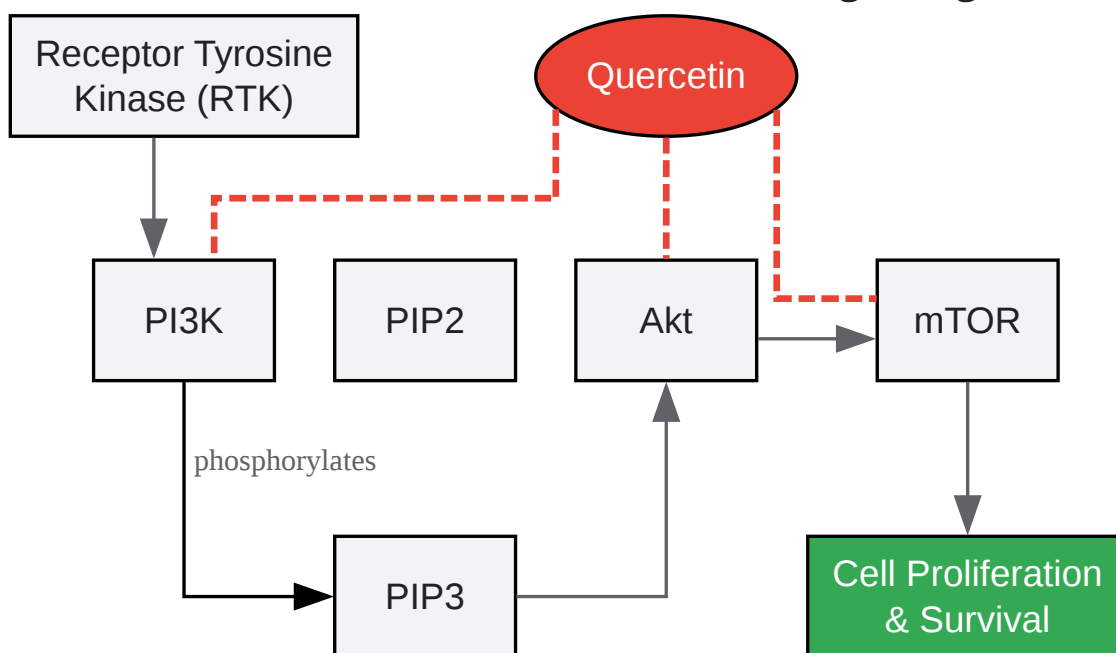 Receptor Tyrosine
Kinase (RTK)
Quercetin
PI3K
PIP2
Akt
mTOR
phosphorylates
PIP3
Cell Proliferation
& Survival